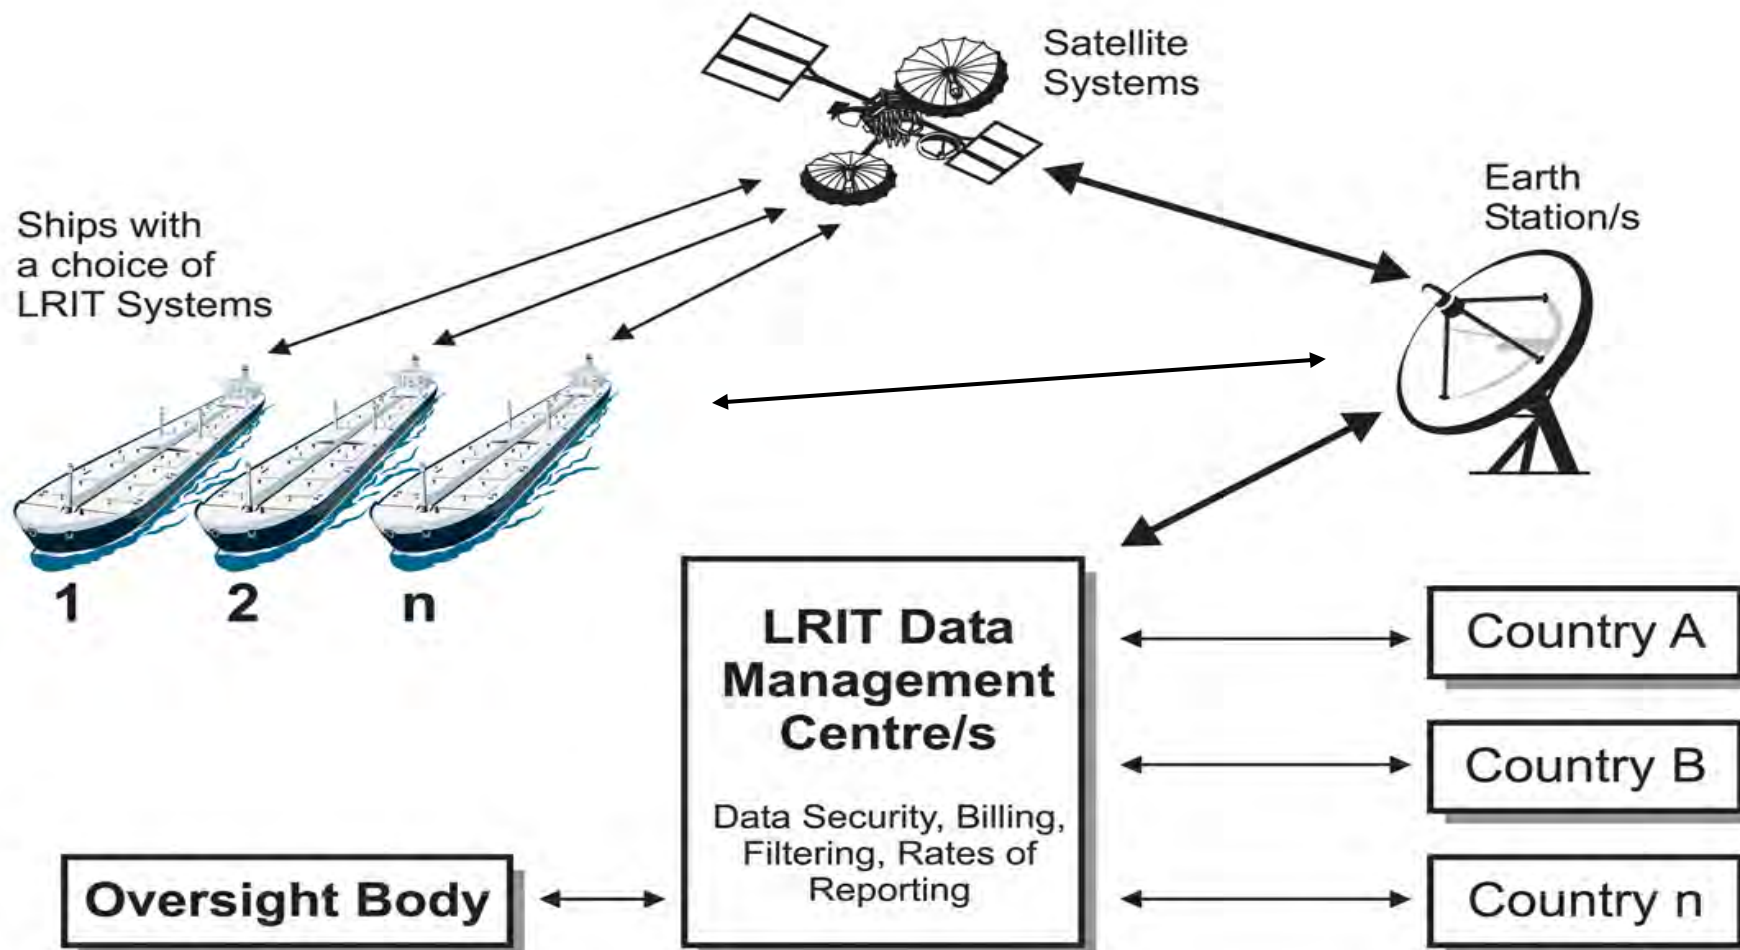 Satellite
Systems
Earth
Station/s
Ships with
a choice of
LRIT Systems
1
2
n
LRIT Data
Management
Centre/s
Data Security, Billing,
Filtering, Rates of
Reporting
Country A
Country B
Country n
Oversight Body